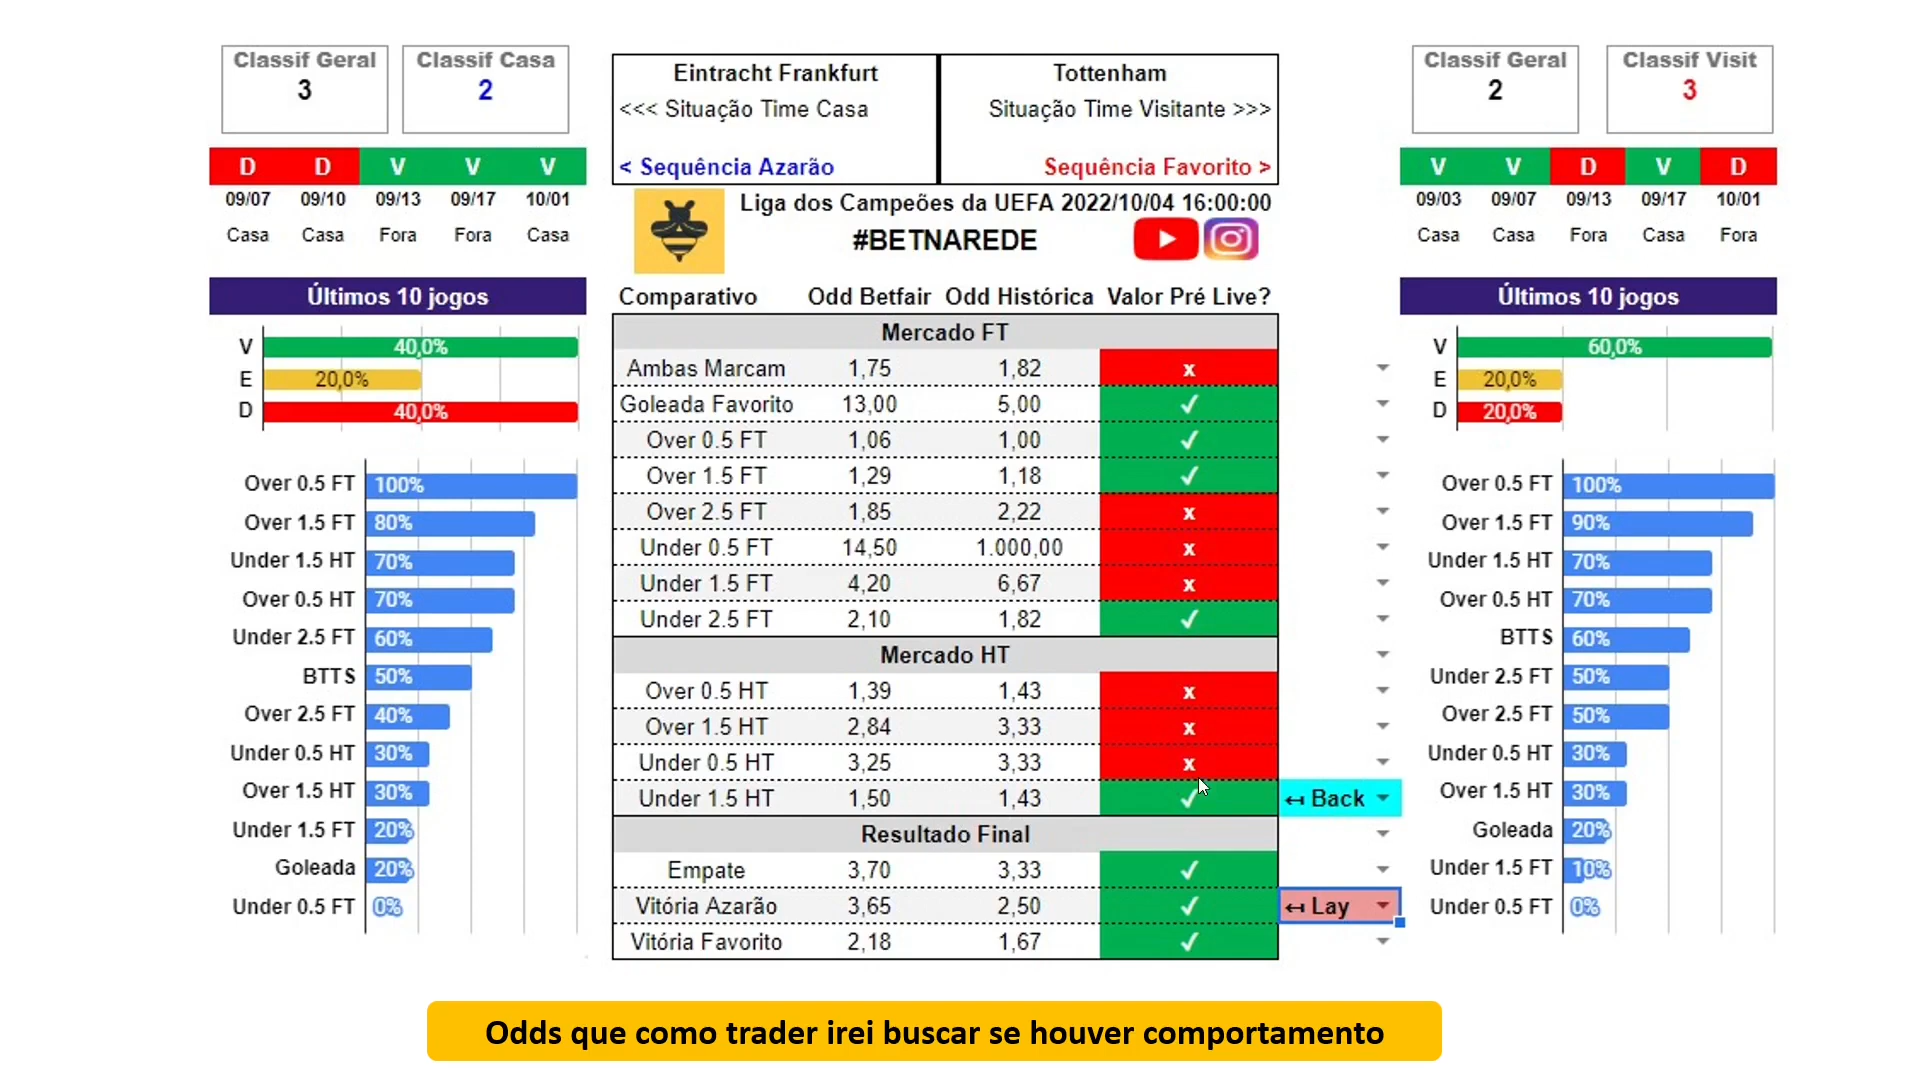 Classif Geral
3
Classif Casa
2
D D V V V
09/07 09/10 09/13 09/17 10/01
Casa Casa Fora Fora Casa
Últimos 10 jogos
V 40,0%
E 20,0%
D 40,0%
Over 0.5 FT 100%
Over 1.5 FT 80%
Under 1.5 HT 70%
Over 0.5 HT 70%
Under 2.5 FT 60%
BTTS 50%
Over 2.5 FT 40%
Under 0.5 HT 30%
Over 1.5 HT 30%
Under 1.5 FT 20%
Goleada 20%
Under 0.5 FT 0%
Eintracht Frankfurt Tottenham
<<< Situação Time Casa Situação Time Visitante >>>
< Sequência Azarão Sequência Favorito >
Liga dos Campeões da UEFA 2022/10/04 16:00:00
#BETNAREDE
Comparativo Odd Betfair Odd Histórica Valor Pré Live?
Mercado FT
Ambas Marcam 1,75 1,82 x
Goleada Favorito 13,00 5,00 ✓
Over 0.5 FT 1,06 1,00 ✓
Over 1.5 FT 1,29 1,18 ✓
Over 2.5 FT 1,85 2,22 x
Under 0.5 FT 14,50 1.000,00 x
Under 1.5 FT 4,20 6,67 x
Under 2.5 FT 2,10 1,82 ✓
Mercado HT
Over 0.5 HT 1,39 1,43 x
Over 1.5 HT 2,84 3,33 x
Under 0.5 HT 3,25 3,33 x
Under 1.5 HT 1,50 1,43 ✓ ↤ Back
Resultado Final
Empate 3,70 3,33 ✓
Vitória Azarão 3,65 2,50 ✓ ↤ Lay
Vitória Favorito 2,18 1,67 ✓
Classif Geral
2
Classif Visit
3
V V D V D
09/03 09/07 09/13 09/17 10/01
Casa Casa Fora Casa Fora
Últimos 10 jogos
V 60,0%
E 20,0%
D 20,0%
Over 0.5 FT 100%
Over 1.5 FT 90%
Under 1.5 HT 70%
Over 0.5 HT 70%
BTTS 60%
Under 2.5 FT 50%
Over 2.5 FT 50%
Under 0.5 HT 30%
Over 1.5 HT 30%
Goleada 20%
Under 1.5 FT 10%
Under 0.5 FT 0%
Odds que como trader irei buscar se houver comportamento